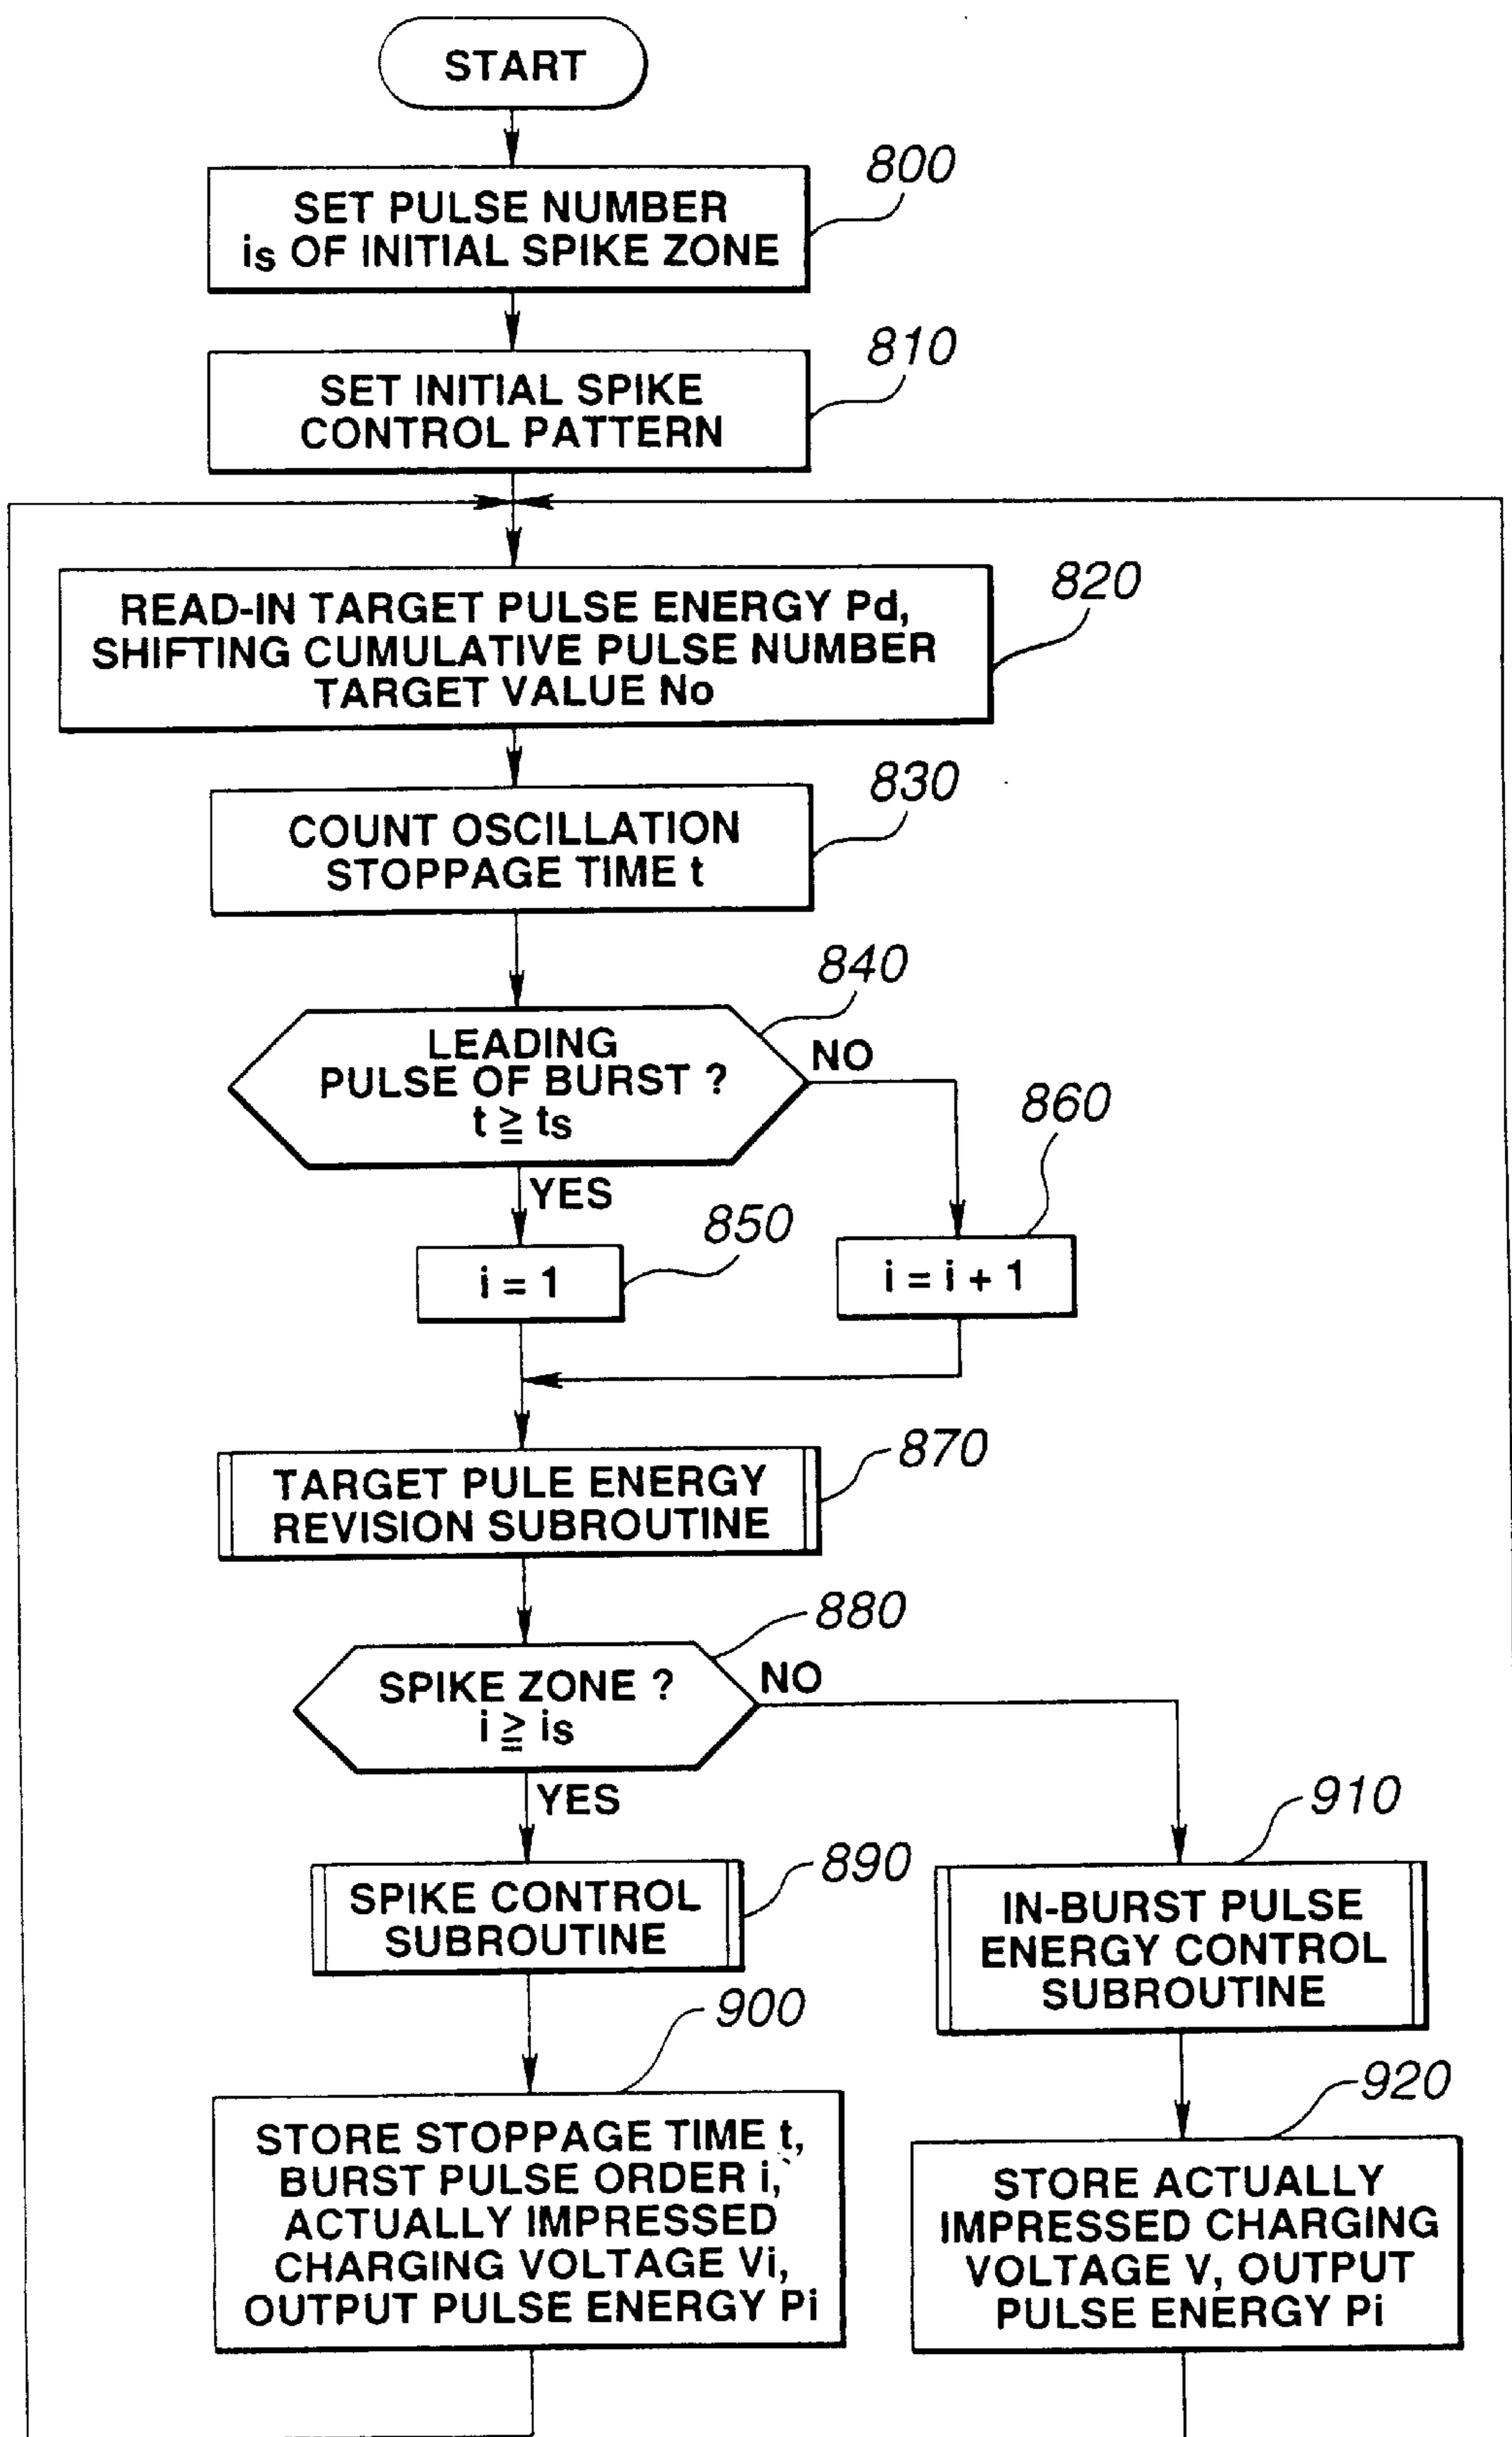 START
800
SET PULSE NUMBER
is OF INITIAL SPIKE ZONE
810
SET INITIAL SPIKE
CONTROL PATTERN
820
READ-IN TARGET PULSE ENERGY Pd,
SHIFTING CUMULATIVE PULSE NUMBER
TARGET VALUE No
830
COUNT OSCILLATION
STOPPAGE TIME t
840
LEADING
PULSE OF BURST ?
t ≧ ts
NO
YES
860
850
i = 1
i = i + 1
870
TARGET PULE ENERGY
REVISION SUBROUTINE
880
SPIKE ZONE ?
i ≧ is
NO
YES
910
890
SPIKE CONTROL
SUBROUTINE
IN-BURST PULSE
ENERGY CONTROL
SUBROUTINE
900
920
STORE STOPPAGE TIME t,
BURST PULSE ORDER i,
ACTUALLY IMPRESSED
CHARGING VOLTAGE Vi,
OUTPUT PULSE ENERGY Pi
STORE ACTUALLY
IMPRESSED CHARGING
VOLTAGE V, OUTPUT
PULSE ENERGY Pi